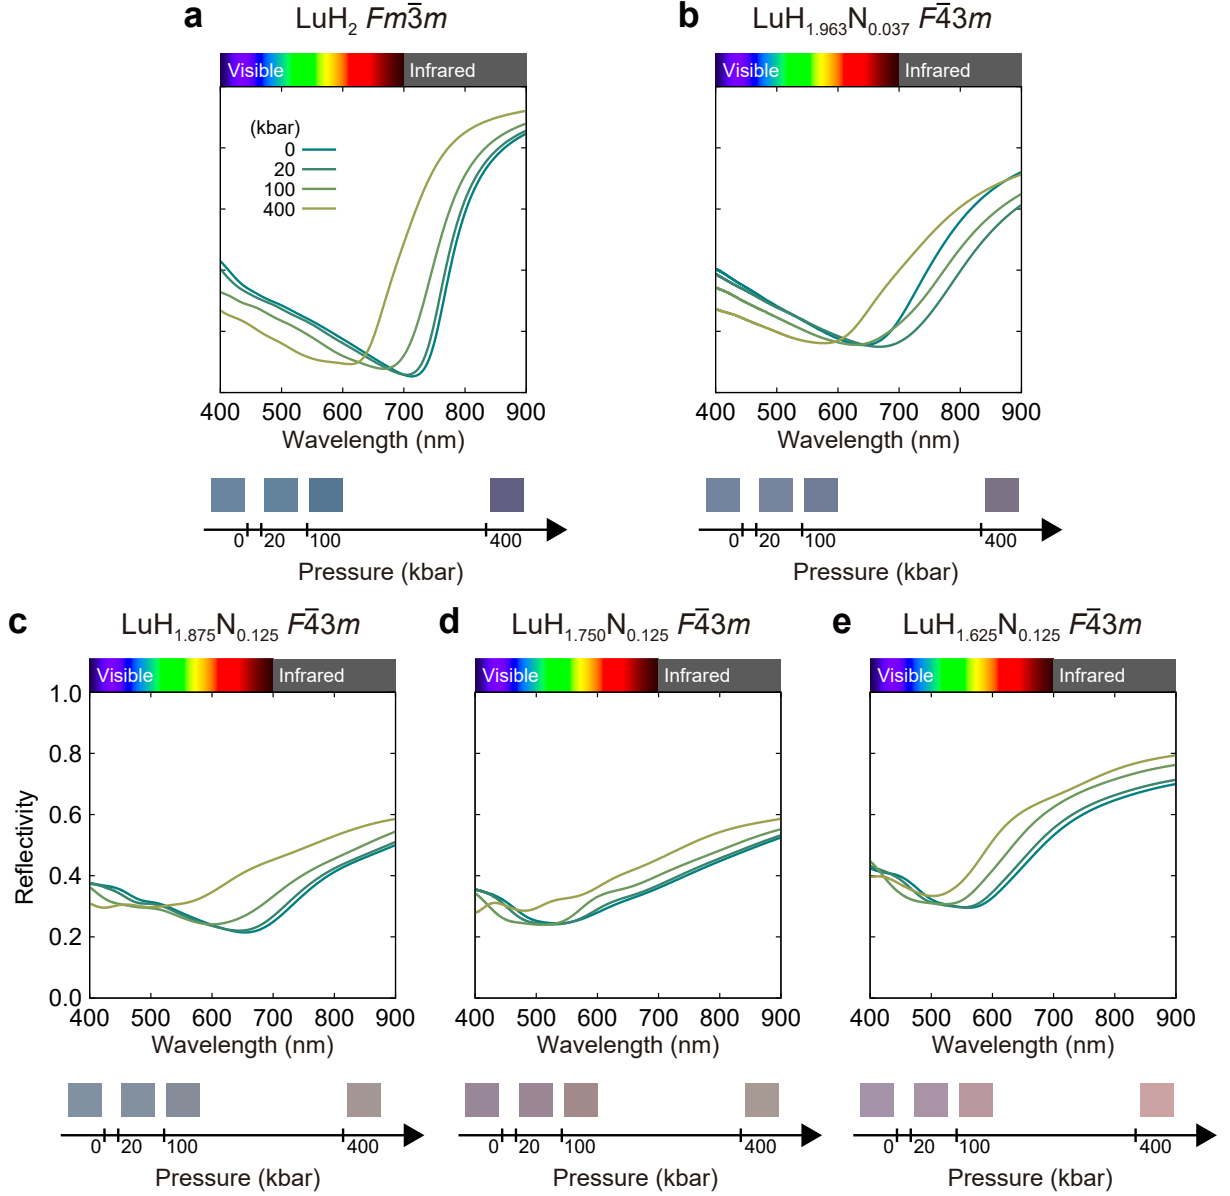 a LuH₂ Fm3̅m
Visible Infrared
(kbar)
0
20
100
400
400 500 600 700 800 900
Wavelength (nm)
0 20 100 400
Pressure (kbar)
b LuH₁.₉₆₃N₀.₀₃₇ F4̅3m
Visible Infrared
400 500 600 700 800 900
Wavelength (nm)
0 20 100 400
Pressure (kbar)
c LuH₁.₈₇₅N₀.₁₂₅ F4̅3m
Visible Infrared
1.0
0.8
0.6
0.4
0.2
0.0
Reflectivity
400 500 600 700 800 900
Wavelength (nm)
0 20 100 400
Pressure (kbar)
d LuH₁.₇₅₀N₀.₁₂₅ F4̅3m
Visible Infrared
400 500 600 700 800 900
Wavelength (nm)
0 20 100 400
Pressure (kbar)
e LuH₁.₆₂₅N₀.₁₂₅ F4̅3m
Visible Infrared
400 500 600 700 800 900
Wavelength (nm)
0 20 100 400
Pressure (kbar)